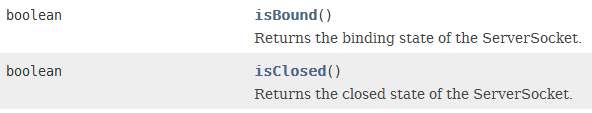 boolean isBound()
Returns the binding state of the ServerSocket.
boolean isClosed()
Returns the closed state of the ServerSocket.